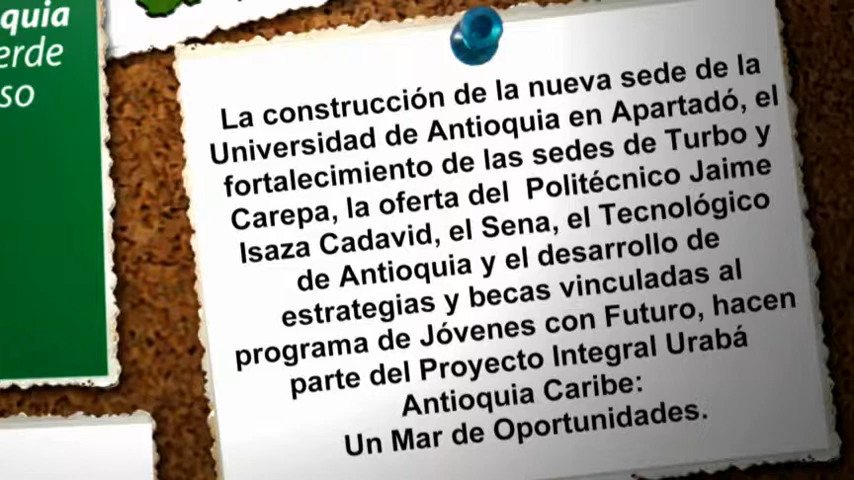 quia
erde
so
La construcción de la nueva sede de la
Universidad de Antioquia en Apartadó, el
fortalecimiento de las sedes de Turbo y
Carepa, la oferta del Politécnico Jaime
Isaza Cadavid, el Sena, el Tecnológico
de Antioquia y el desarrollo de
estrategias y becas vinculadas al
programa de Jóvenes con Futuro, hacen
parte del Proyecto Integral Urabá
Antioquia Caribe:
Un Mar de Oportunidades.